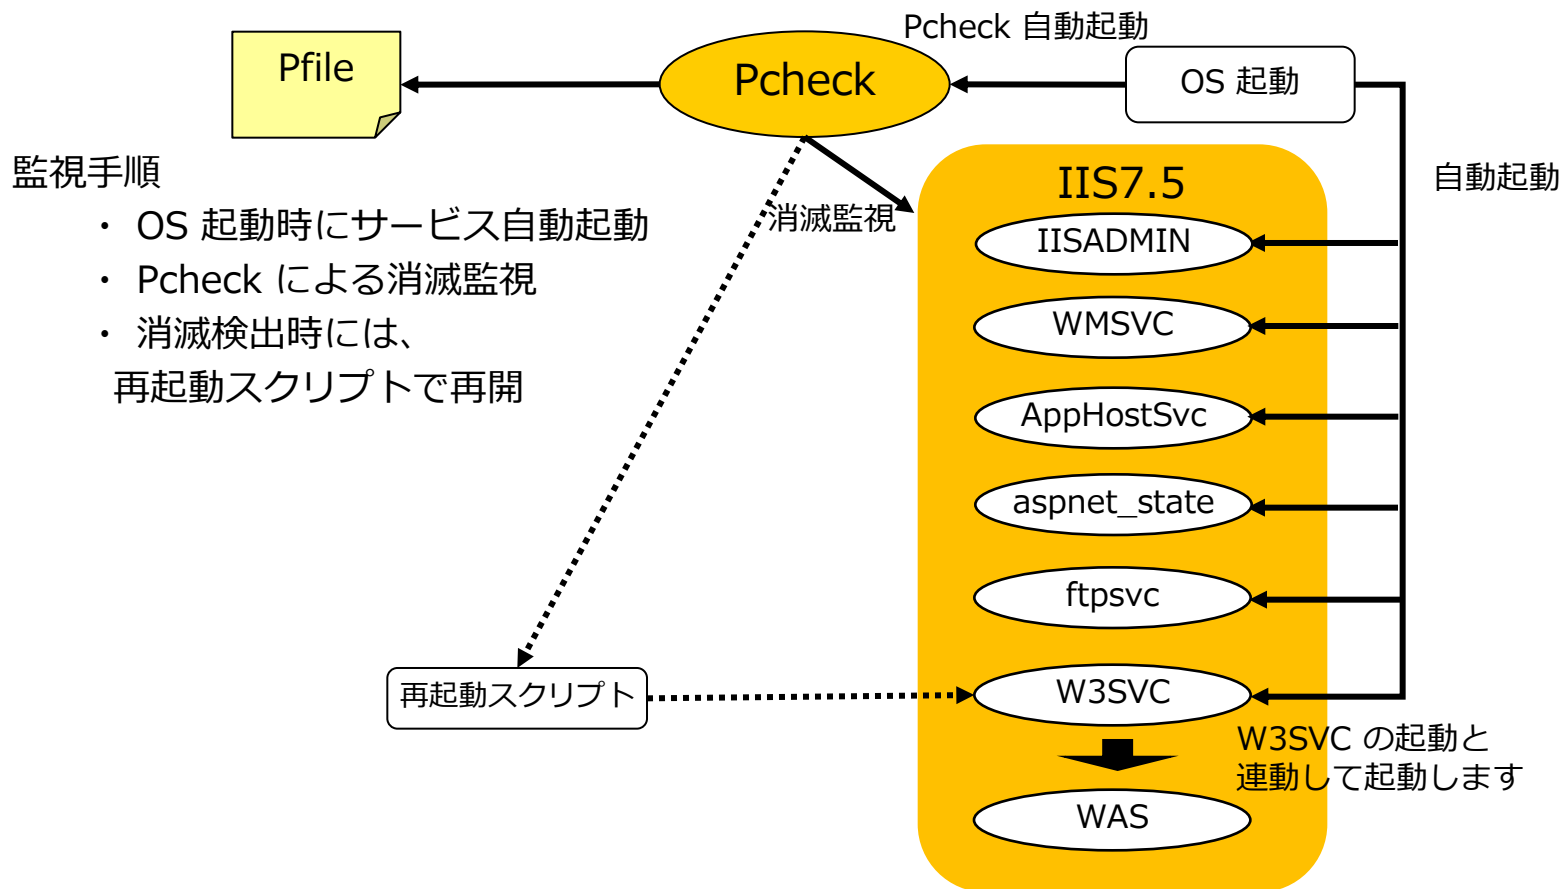 Pcheck 自動起動
Pfile
Pcheck
OS 起動
監視手順
・ OS 起動時にサービス自動起動
・ Pcheck による消滅監視
・ 消滅検出時には、
再起動スクリプトで再開
消滅監視
自動起動
IIS7.5
IISADMIN
WMSVC
AppHostSvc
aspnet_state
ftpsvc
再起動スクリプト
W3SVC
W3SVC の起動と
連動して起動します
WAS